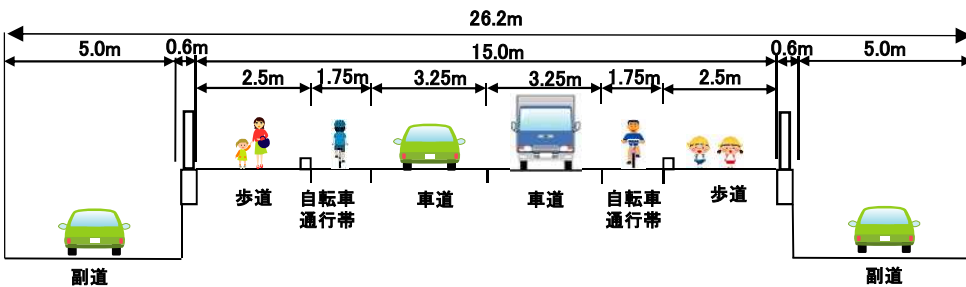 26.2m
5.0m
0.6m
15.0m
0.6m
5.0m
2.5m
1.75m
3.25m
3.25m
1.75m
2.5m
歩道
自転車
通行帯
車道
車道
自転車
通行帯
歩道
副道
副道